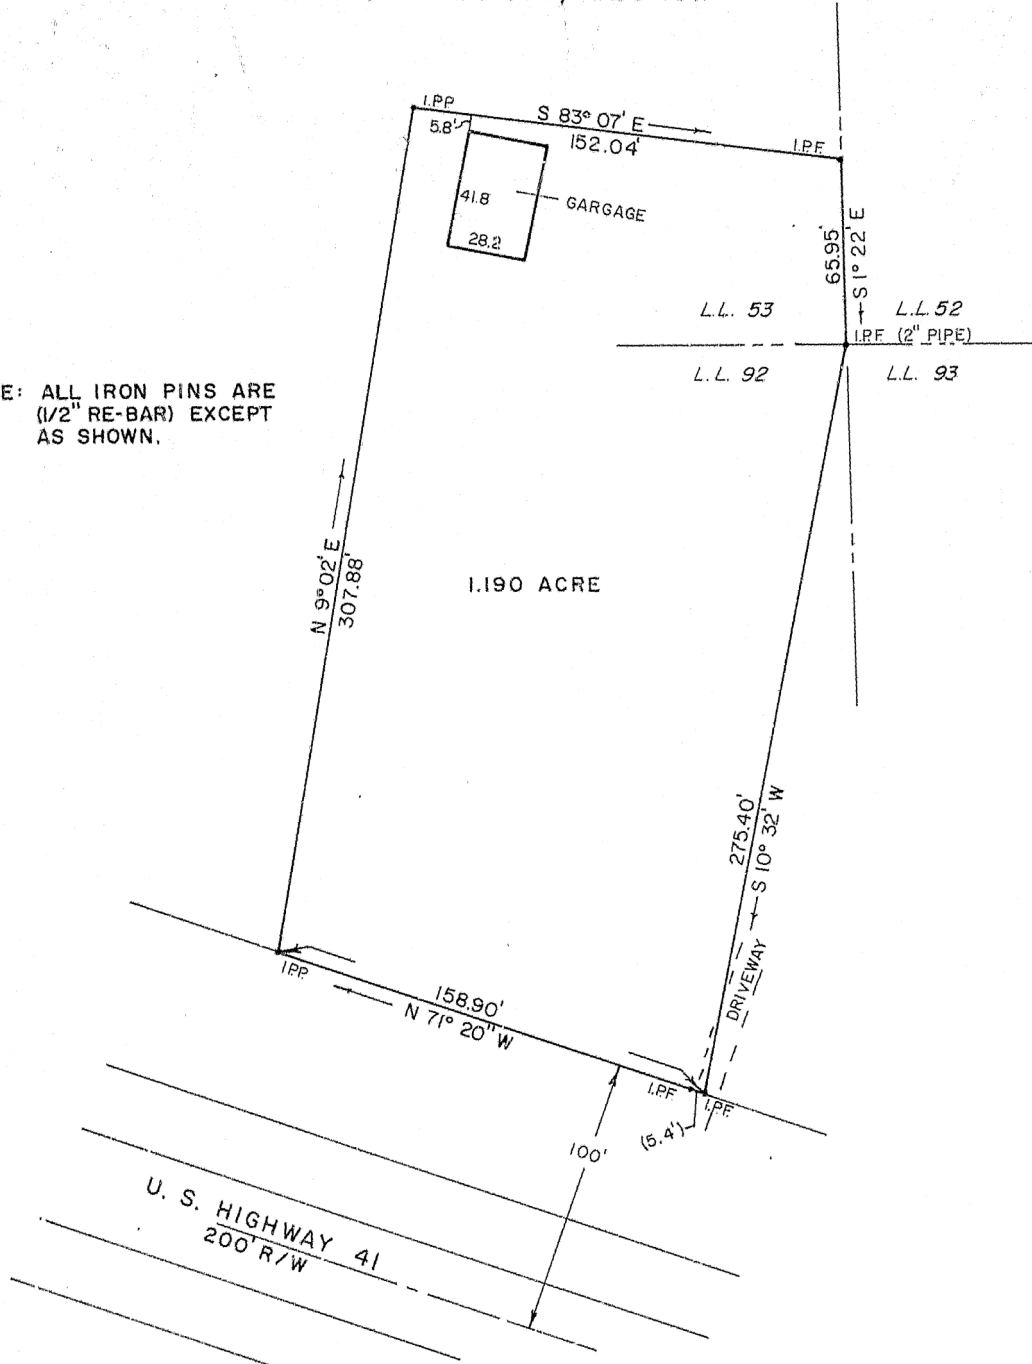 I.P.P.
S 83° 07' E
152.04'
I.P.F.
5.8'
41.8
28.2
GARGAGE
65.95'
S 1° 22' E
L.L. 53
L.L. 52
I.P.F. (2" PIPE)
L.L. 92
L.L. 93
E: ALL IRON PINS ARE
(1/2" RE-BAR) EXCEPT
AS SHOWN.
N 9° 02' E
307.88'
1.190 ACRE
275.40'
S 10° 32' W
DRIVEWAY
I.P.P.
158.90'
N 71° 20" W
I.P.F.
I.P.F.
(5.4')
100'
U. S. HIGHWAY 41
200' R/W